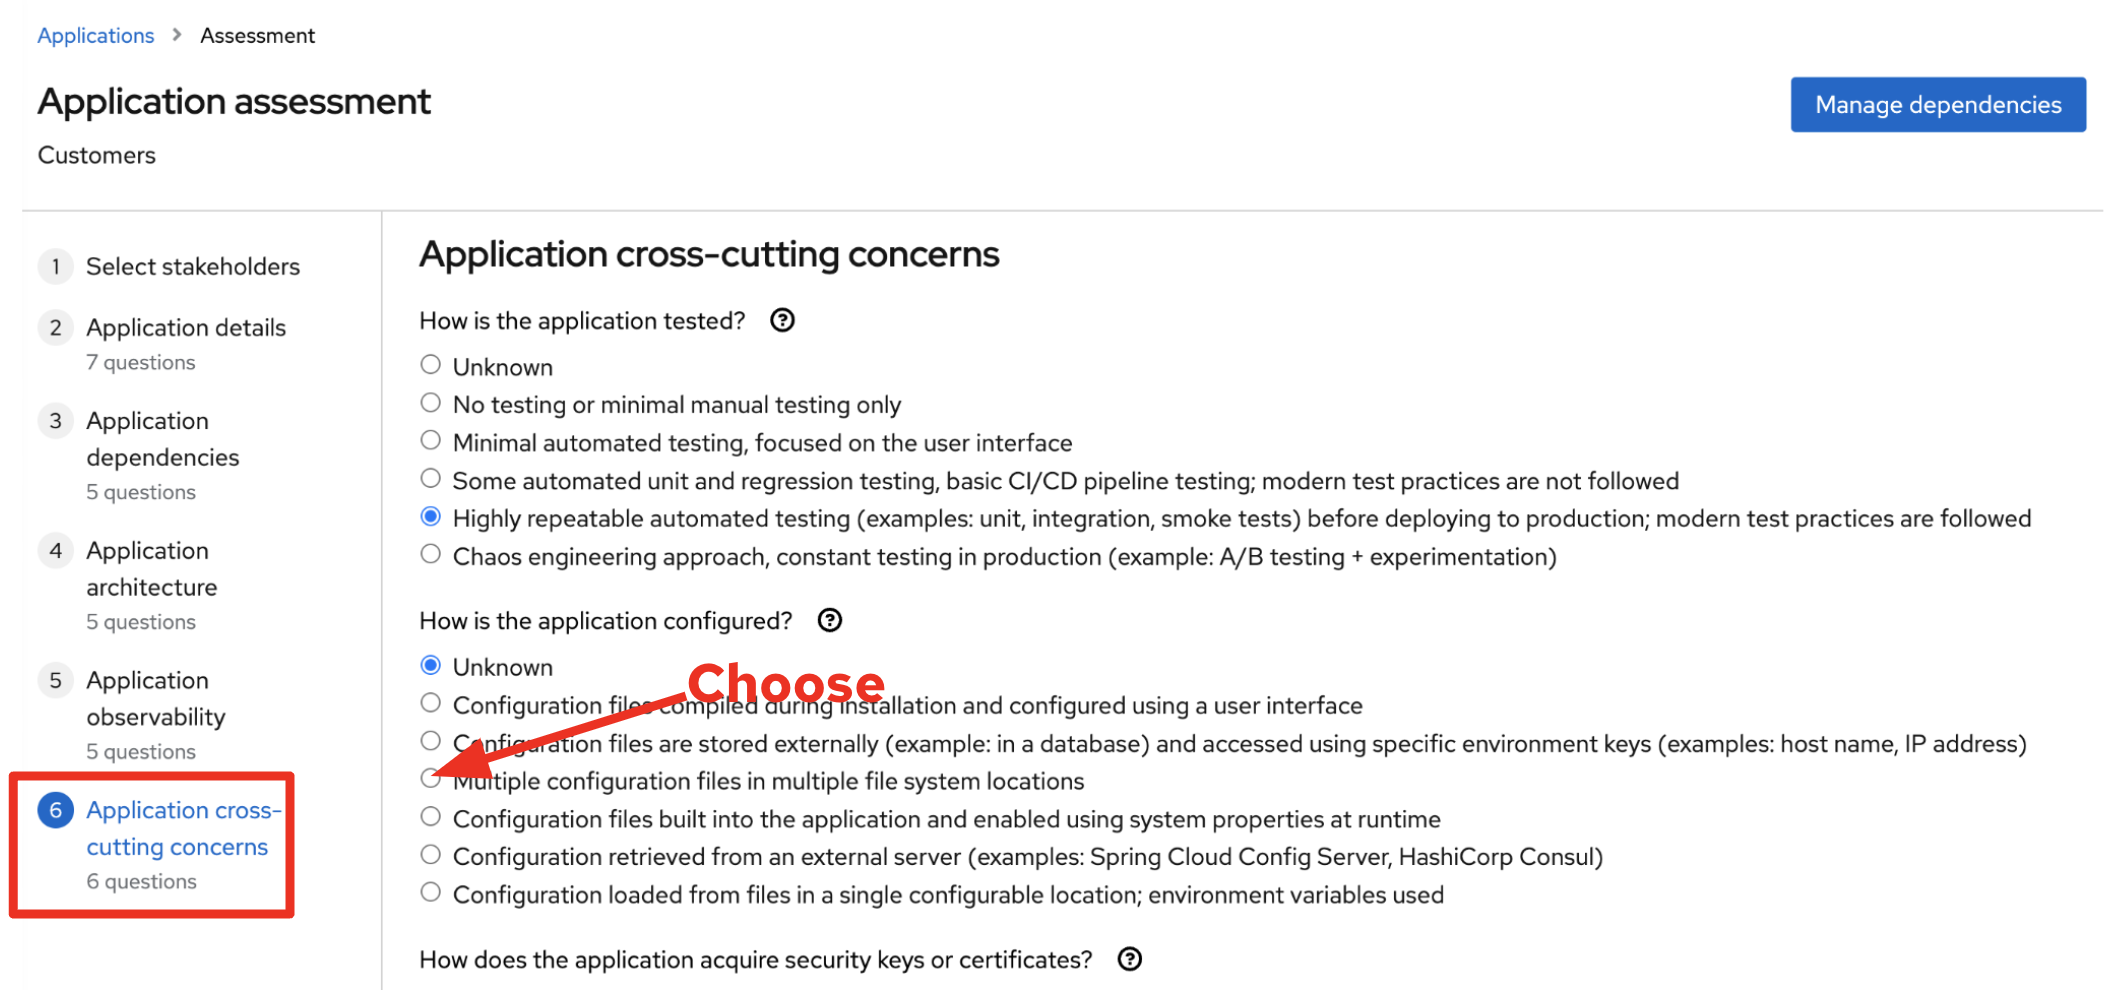 Applications > Assessment
Application assessment
Manage dependencies
Customers
1 Select stakeholders
2 Application details
7 questions
3 Application
dependencies
5 questions
4 Application
architecture
5 questions
5 Application
observability
5 questions
6 Application cross-
cutting concerns
6 questions
Application cross-cutting concerns
How is the application tested?
Unknown
No testing or minimal manual testing only
Minimal automated testing, focused on the user interface
Some automated unit and regression testing, basic CI/CD pipeline testing; modern test practices are not followed
Highly repeatable automated testing (examples: unit, integration, smoke tests) before deploying to production; modern test practices are followed
Chaos engineering approach, constant testing in production (example: A/B testing + experimentation)
How is the application configured?
Unknown
Choose
Configuration files compiled during installation and configured using a user interface
Configuration files are stored externally (example: in a database) and accessed using specific environment keys (examples: host name, IP address)
Multiple configuration files in multiple file system locations
Configuration files built into the application and enabled using system properties at runtime
Configuration retrieved from an external server (examples: Spring Cloud Config Server, HashiCorp Consul)
Configuration loaded from files in a single configurable location; environment variables used
How does the application acquire security keys or certificates?